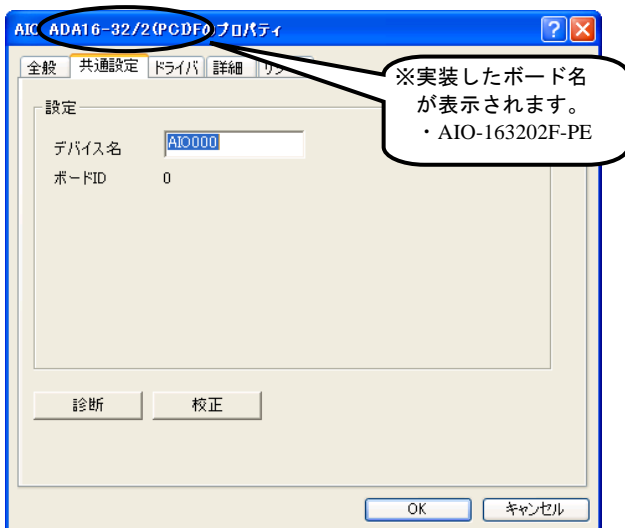 AIO ADA16-32/2(PCI)Fのプロパティ
全般 共通設定 ドライバ 詳細
※実装したボード名
が表示されます。
・AIO-163202F-PE
設定
デバイス名 AIO000
ボードID 0
診断 校正
OK キャンセル